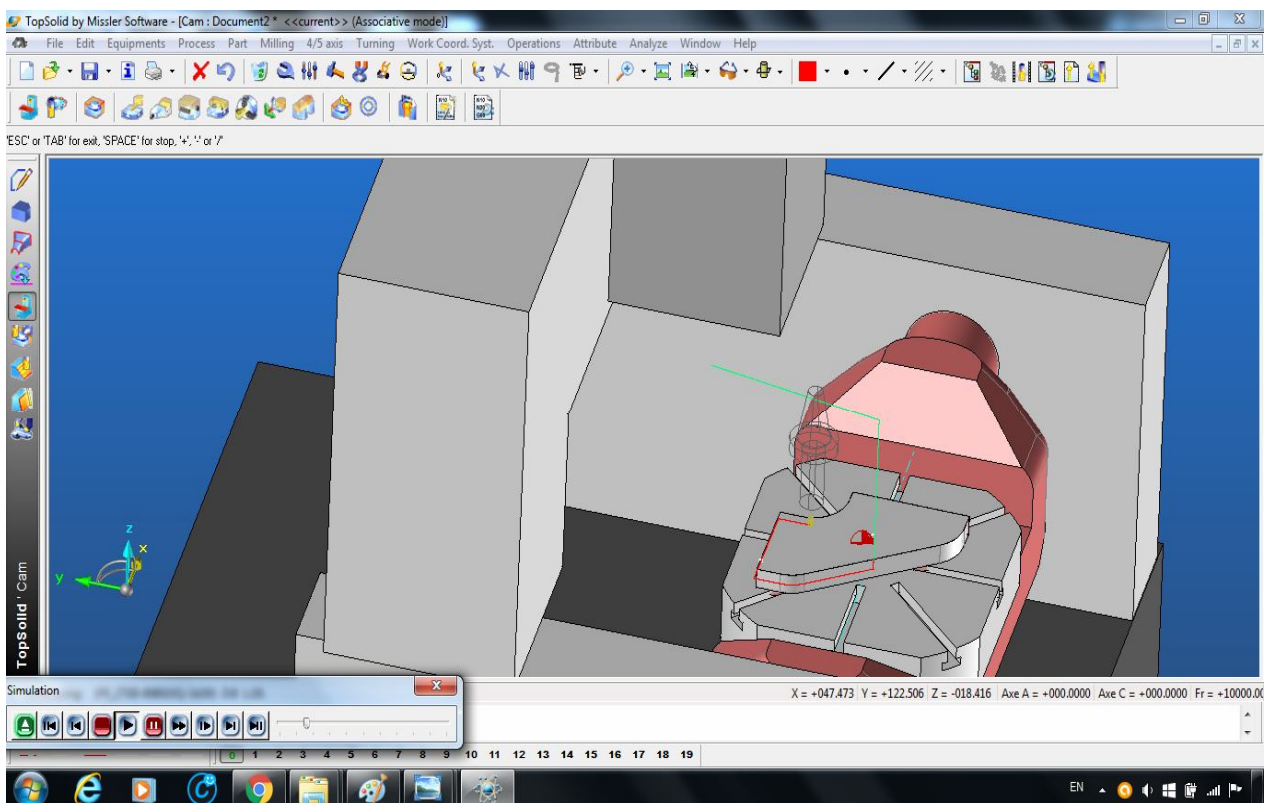 TopSolid by Missler Software - [Cam : Document2 * <<current>> (Associative mode)]
File Edit Equipments Process Part Milling 4/5 axis Turning Work Coord. Syst. Operations Attribute Analyze Window Help
'ESC' or 'TAB' for exit, 'SPACE' for stop, '+', '-' or '/'
z
x
y
TopSolid'Cam
Simulation
X = +047.473 Y = +122.506 Z = -018.416 Axe A = +000.0000 Axe C = +000.0000 Fr = +10000.00
0 1 2 3 4 5 6 7 8 9 10 11 12 13 14 15 16 17 18 19
EN